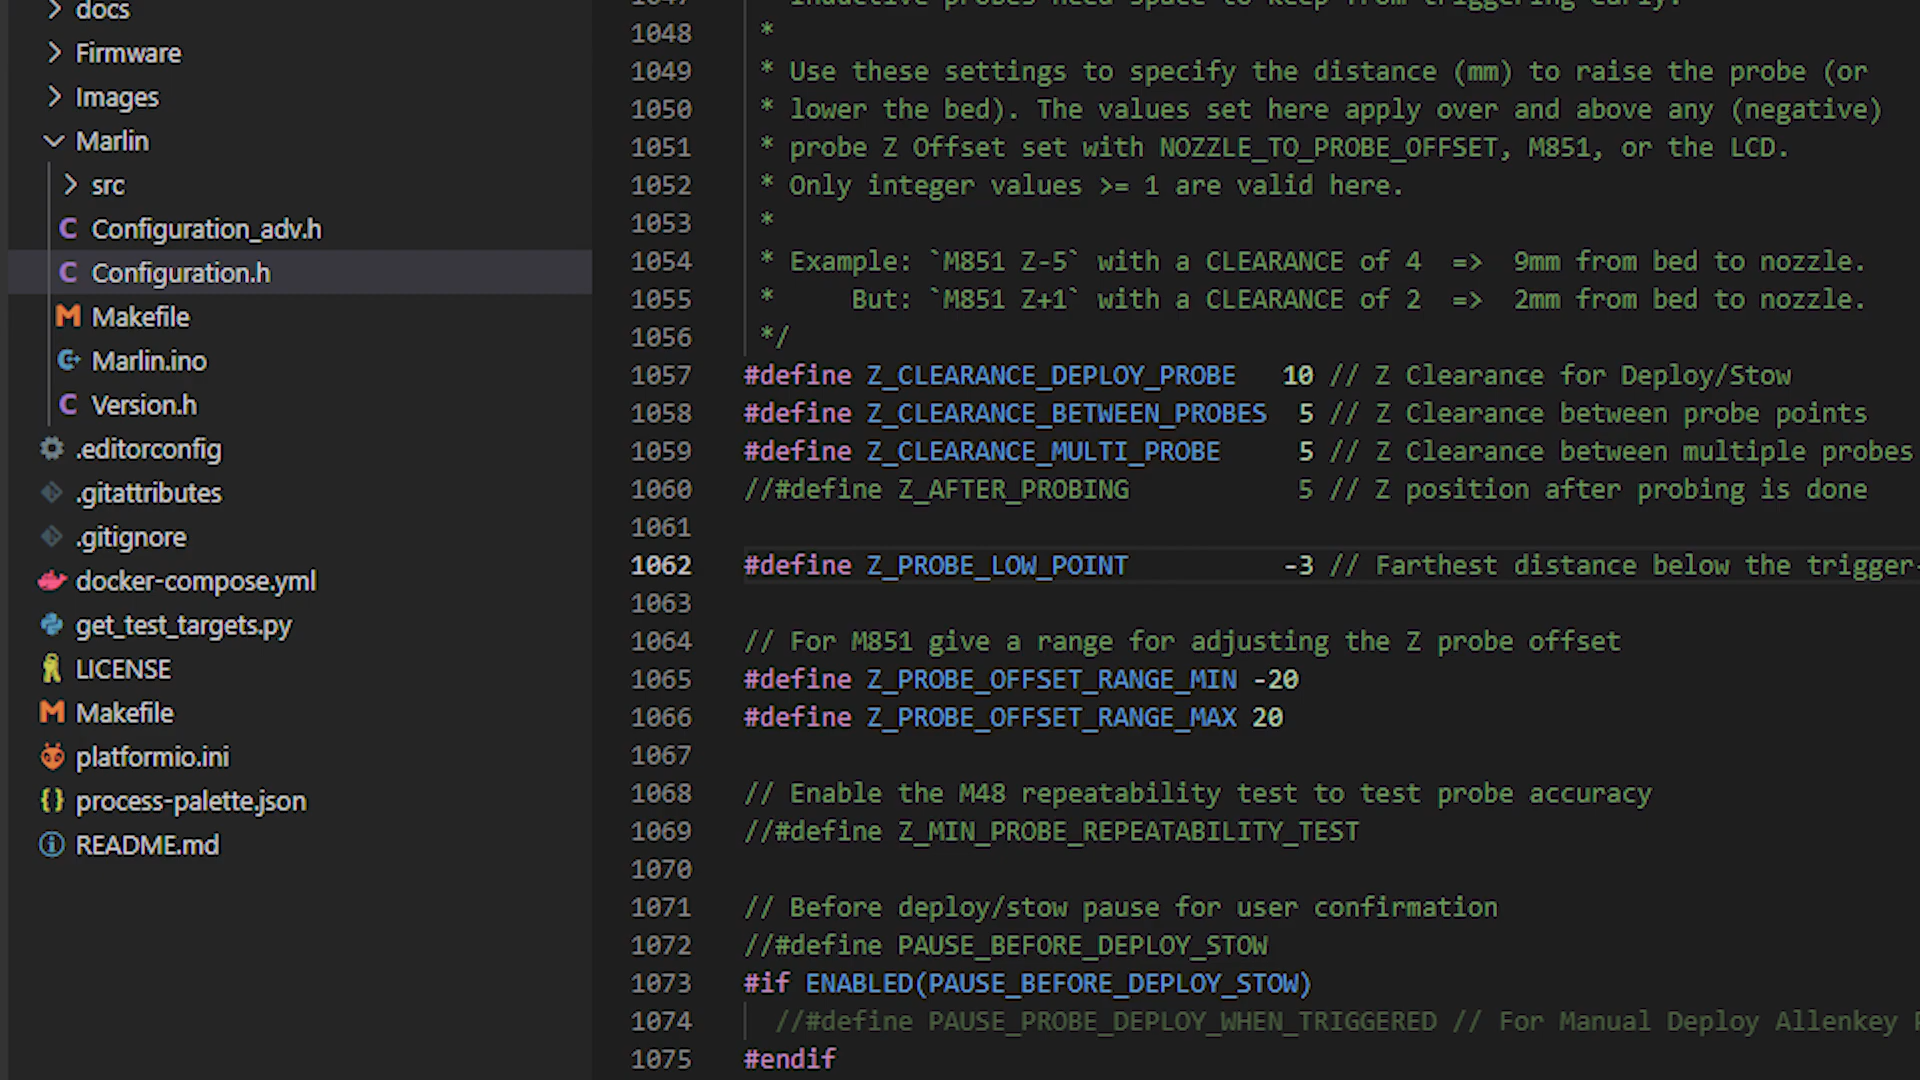 docs
Firmware
Images
Marlin
src
Configuration_adv.h
Configuration.h
Makefile
Marlin.ino
Version.h
.editorconfig
.gitattributes
.gitignore
docker-compose.yml
get_test_targets.py
LICENSE
Makefile
platformio.ini
process-palette.json
README.md
1047 * Inductive probes need space to keep from triggering early.
1048 *
1049 * Use these settings to specify the distance (mm) to raise the probe (or
1050 * lower the bed). The values set here apply over and above any (negative)
1051 * probe Z Offset set with NOZZLE_TO_PROBE_OFFSET, M851, or the LCD.
1052 * Only integer values >= 1 are valid here.
1053 *
1054 * Example: `M851 Z-5` with a CLEARANCE of 4 => 9mm from bed to nozzle.
1055 * But: `M851 Z+1` with a CLEARANCE of 2 => 2mm from bed to nozzle.
1056 */
1057 #define Z_CLEARANCE_DEPLOY_PROBE 10 // Z Clearance for Deploy/Stow
1058 #define Z_CLEARANCE_BETWEEN_PROBES 5 // Z Clearance between probe points
1059 #define Z_CLEARANCE_MULTI_PROBE 5 // Z Clearance between multiple probes
1060 //#define Z_AFTER_PROBING 5 // Z position after probing is done
1061
1062 #define Z_PROBE_LOW_POINT -3 // Farthest distance below the trigger-
1063
1064 // For M851 give a range for adjusting the Z probe offset
1065 #define Z_PROBE_OFFSET_RANGE_MIN -20
1066 #define Z_PROBE_OFFSET_RANGE_MAX 20
1067
1068 // Enable the M48 repeatability test to test probe accuracy
1069 //#define Z_MIN_PROBE_REPEATABILITY_TEST
1070
1071 // Before deploy/stow pause for user confirmation
1072 //#define PAUSE_BEFORE_DEPLOY_STOW
1073 #if ENABLED(PAUSE_BEFORE_DEPLOY_STOW)
1074 //#define PAUSE_PROBE_DEPLOY_WHEN_TRIGGERED // For Manual Deploy Allenkey
1075 #endif